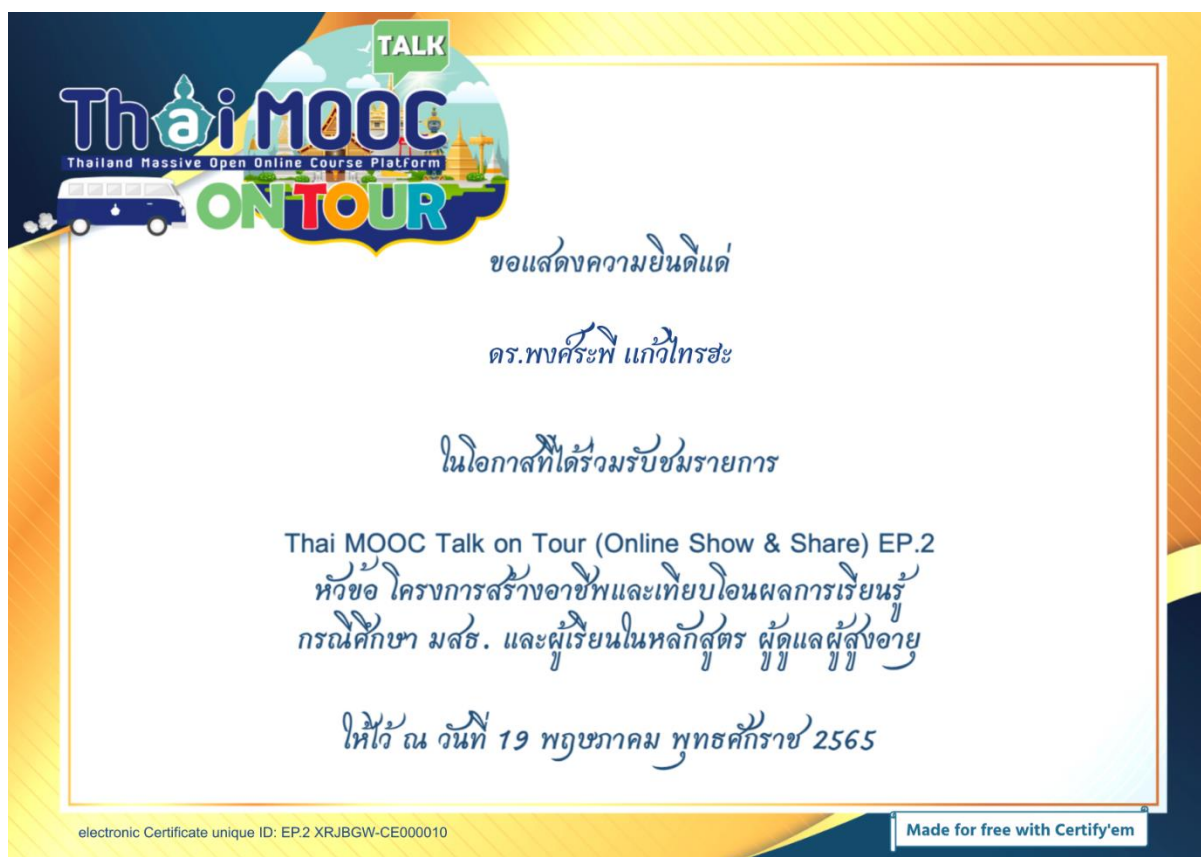 TALK
Thai MOOC
Thailand Massive Open Online Course Platform
ON TOUR
ขอแสดงความยินดีแด่
ดร.พงศ์ระพี แก้วไทรฮะ
ในโอกาสที่ได้ร่วมรับชมรายการ
Thai MOOC Talk on Tour (Online Show & Share) EP.2
หัวข้อ โครงการสร้างอาชีพและเทียบโอนผลการเรียนรู้
กรณีศึกษา มสธ. และผู้เรียนในหลักสูตร ผู้ดูแลผู้สูงอายุ
ให้ไว้ ณ วันที่ 19 พฤษภาคม พุทธศักราช 2565
electronic Certificate unique ID: EP.2 XRJBGW-CE000010
Made for free with Certify'em